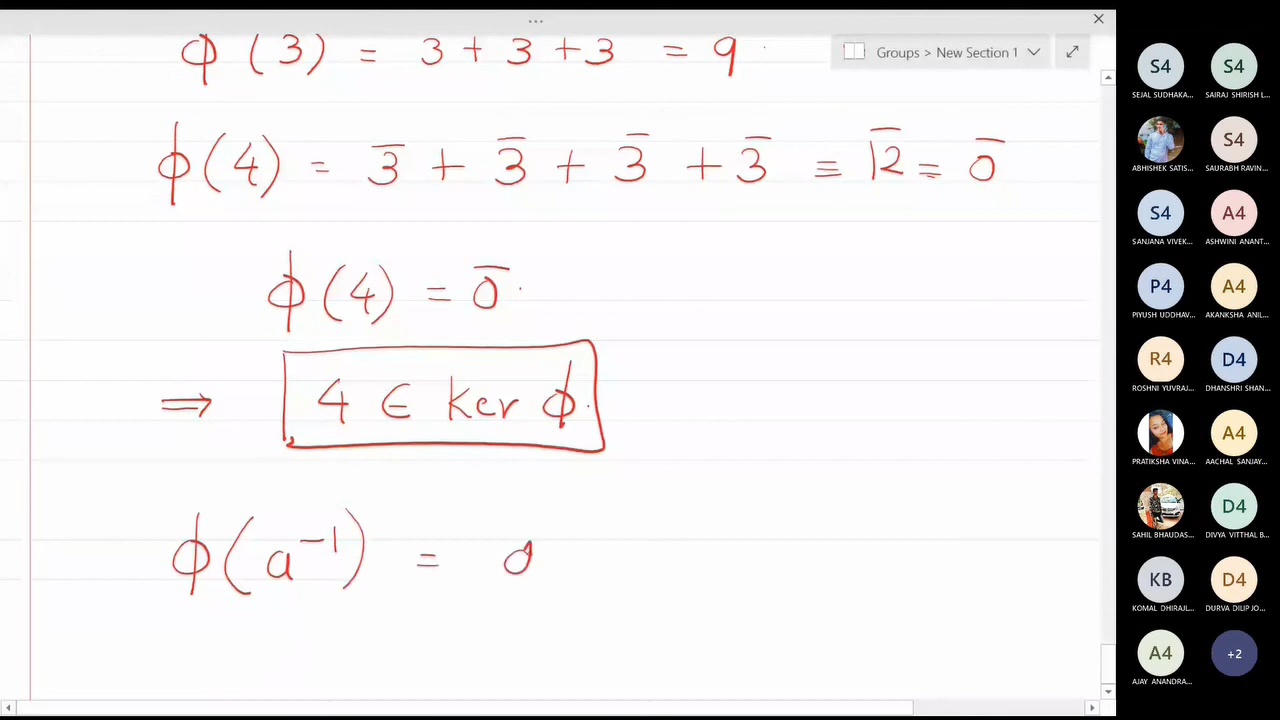 ...
Groups > New Section 1
ϕ (3) = 3 + 3 + 3 = 9
ϕ(4) = 3̅ + 3̅ + 3̅ + 3̅ ≡ 1̅2̅ = 0̅
ϕ(4) = 0̅.
⇒ 4 ∈ Ker ϕ.
ϕ(a⁻¹) =
S4 S4
SEJAL SUDHAKA... SAIRAJ SHIRISH L...
S4
ABHISHEK SATIS... SAURABH RAVIN...
S4 A4
SANJANA VIVEK... ASHWINI ANANT...
P4 A4
PIYUSH UDDHAV... AKANKSHA ANIL...
R4 D4
ROSHNI YUVRAJ... DHANSHRI SHAN...
A4
PRATIKSHA VINA... AACHAL SANJAY...
D4
SAHIL BHAUDAS... DIVYA VITTHAL B...
KB D4
KOMAL DHIRAJL... DURVA DILIP JO...
A4 +2
AJAY ANANDRA...